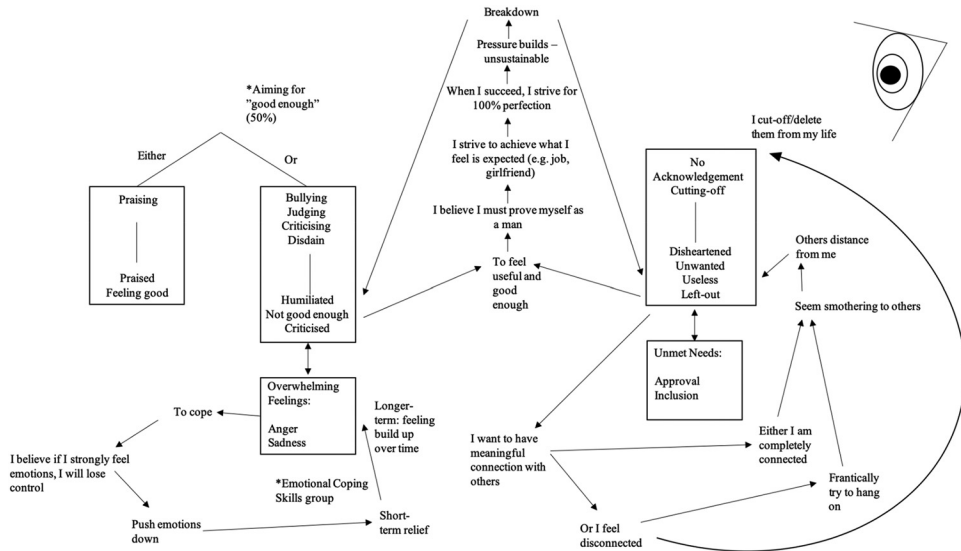 Breakdown
Pressure builds –
unsustainable
When I succeed, I strive for
100% perfection
I strive to achieve what I
feel is expected (e.g. job,
girlfriend)
I believe I must prove myself as
a man
To feel
useful and
good
enough
*Aiming for
”good enough”
(50%)
Either
Or
Praising
Praised
Feeling good
Bullying
Judging
Criticising
Disdain
Humiliated
Not good enough
Criticised
Overwhelming
Feelings:
Anger
Sadness
To cope
I believe if I strongly feel
emotions, I will lose
control
Push emotions
down
Short-
term relief
Longer-
term: feeling
build up
over time
*Emotional Coping
Skills group
I cut-off/delete
them from my life
No
Acknowledgement
Cutting-off
Disheartened
Unwanted
Useless
Left-out
Unmet Needs:
Approval
Inclusion
I want to have
meaningful
connection with
others
Either I am
completely
connected
Or I feel
disconnected
Frantically
try to hang
on
Seem smothering to others
Others distance
from me